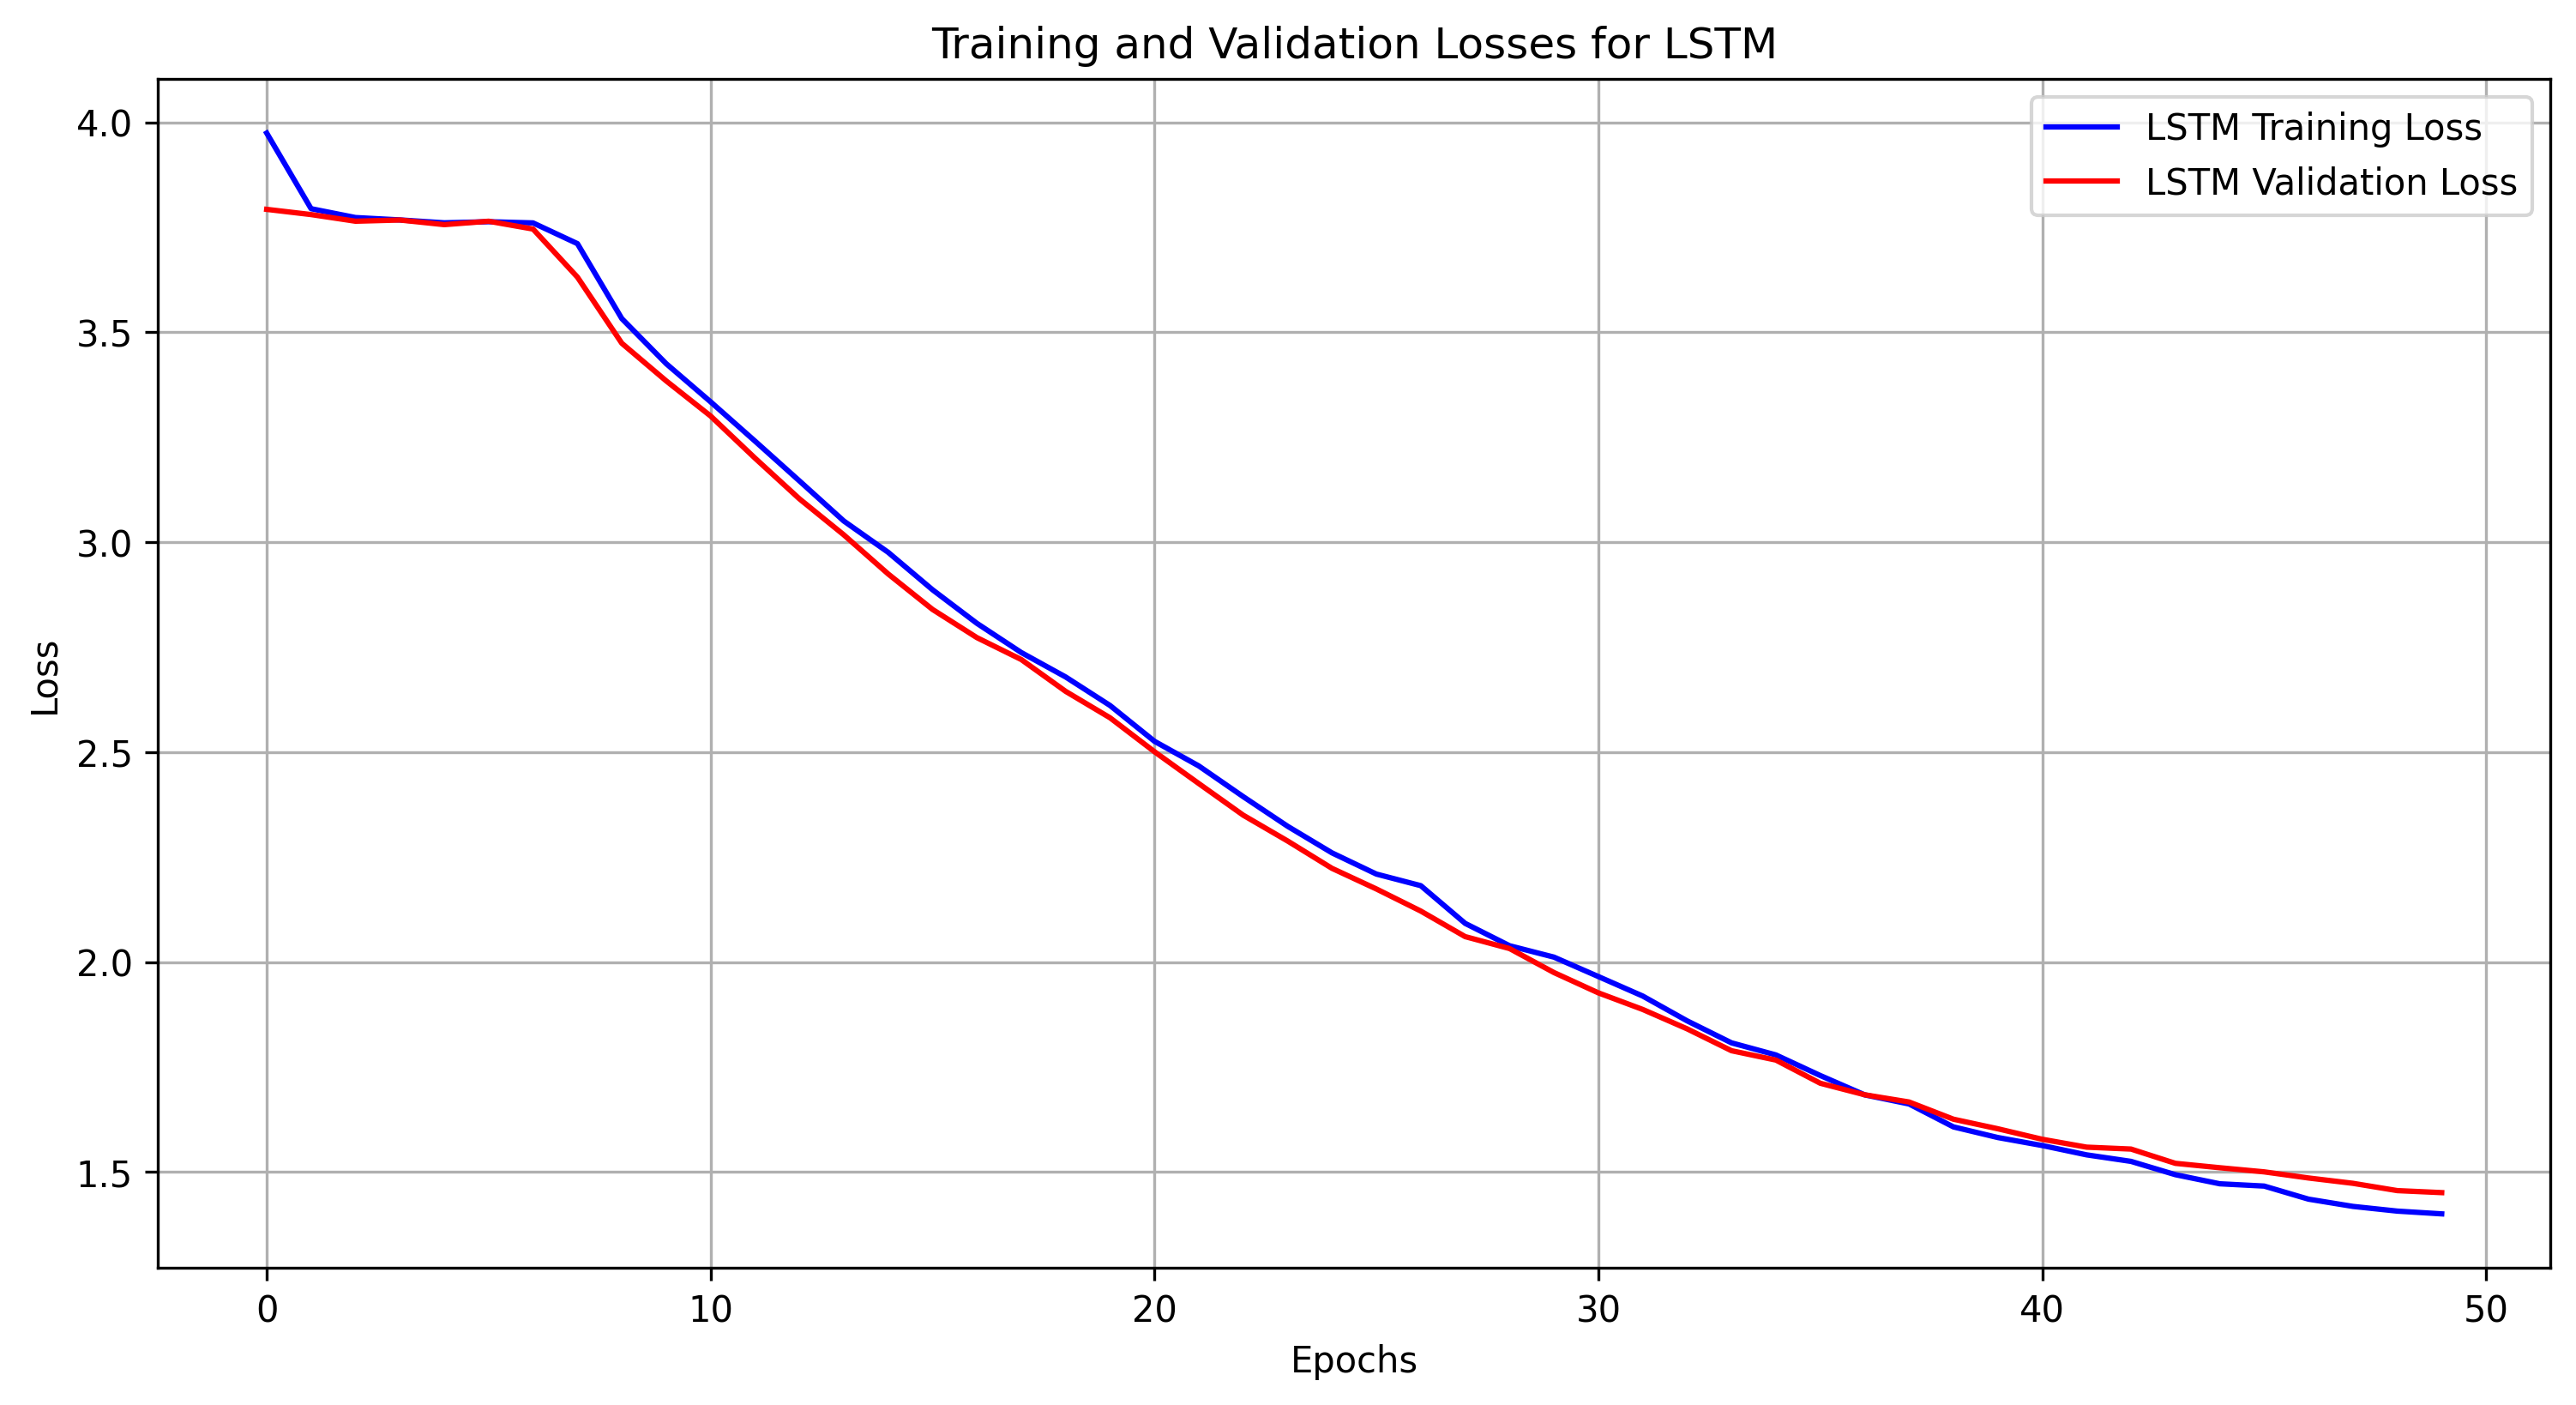 Training and Validation Losses for LSTM
LSTM Training Loss
LSTM Validation Loss
4.0
3.5
3.0
2.5
2.0
1.5
Loss
0 10 20 30 40 50
Epochs